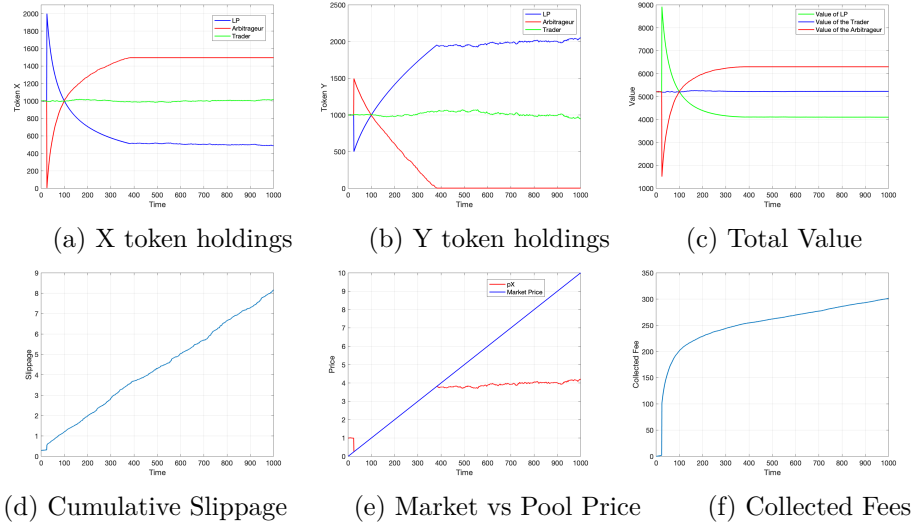 2000
1800
1600
1400
1200
1000
800
600
400
200
0
Token X
0 100 200 300 400 500 600 700 800 900 1000
Time
LP
Arbitrageur
Trader
(a) X token holdings
2500
2000
1500
1000
500
0
Token Y
0 100 200 300 400 500 600 700 800 900 1000
Time
LP
Arbitrageur
Trader
(b) Y token holdings
9000
8000
7000
6000
5000
4000
3000
2000
1000
Value
0 100 200 300 400 500 600 700 800 900 1000
Time
Value of LP
Value of the Trader
Value of the Arbitrageur
(c) Total Value
9
8
7
6
5
4
3
2
1
0
Slippage
0 100 200 300 400 500 600 700 800 900 1000
Time
(d) Cumulative Slippage
10
9
8
7
6
5
4
3
2
1
0
Price
0 100 200 300 400 500 600 700 800 900 1000
Time
pX
Market Price
(e) Market vs Pool Price
350
300
250
200
150
100
50
0
Collected Fee
0 100 200 300 400 500 600 700 800 900 1000
Time
(f) Collected Fees